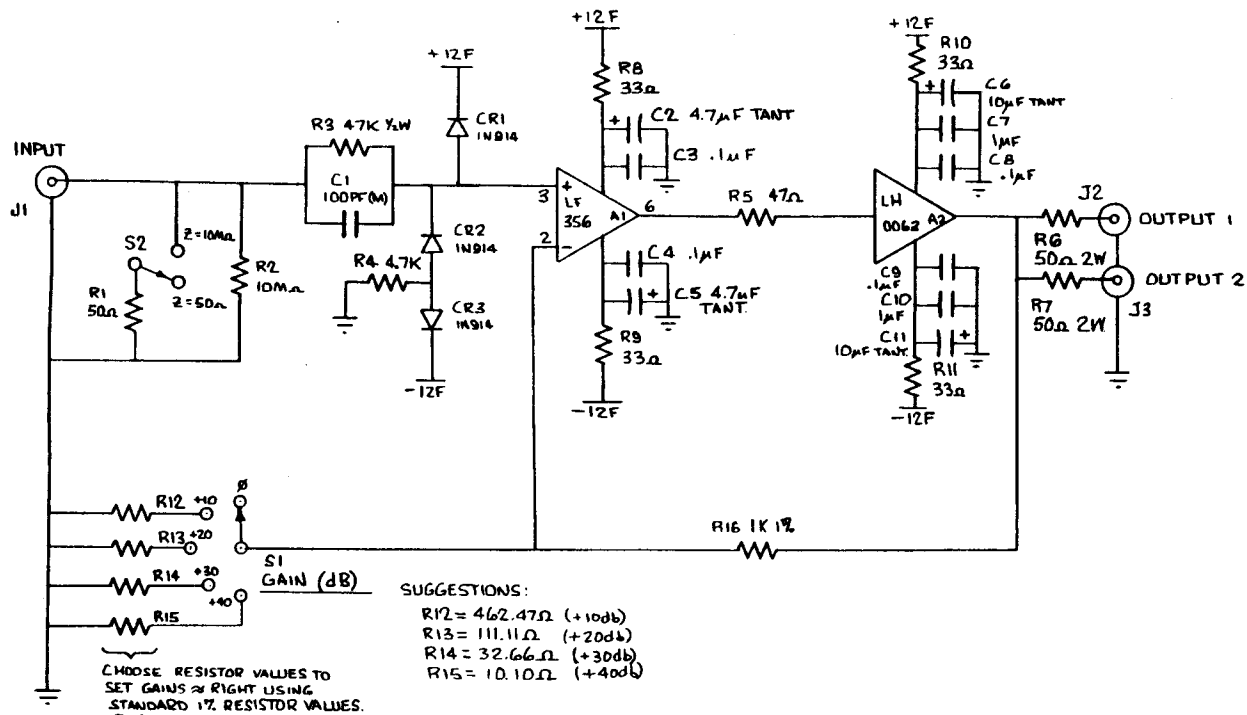 +12F
+12F
+12F
R8
33Ω
R10
33Ω
C6
10µF TANT
C7
1µF
C8
.1µF
C2 4.7µF TANT
C3 .1µF
CR1
1N914
R3 47K ½W
C1
100PF(M)
INPUT
J1
3
+
LF
356
A1
6
2
-
R5 47Ω
LH
0062
A2
J2
OUTPUT 1
R6
50Ω 2W
OUTPUT 2
R7
50Ω 2W
J3
S2
Z=10MΩ
Z=50Ω
R1
50Ω
R2
10MΩ
CR2
1N914
R4 4.7K
CR3
1N914
-12F
C4 .1µF
C5 4.7µF
TANT.
R9
33Ω
-12F
C9
.1µF
C10
1µF
C11
10µF TANT.
R11
33Ω
-12F
R12 +10
Ø
R13 +20
R14 +30
R15 +40
S1
GAIN (dB)
R16 1K 1%
SUGGESTIONS:
R12 = 462.47Ω (+10db)
R13 = 111.11Ω (+20db)
R14 = 32.66Ω (+30db)
R15 = 10.10Ω (+40db)
CHOOSE RESISTOR VALUES TO
SET GAINS ≈ RIGHT USING
STANDARD 1% RESISTOR VALUES.